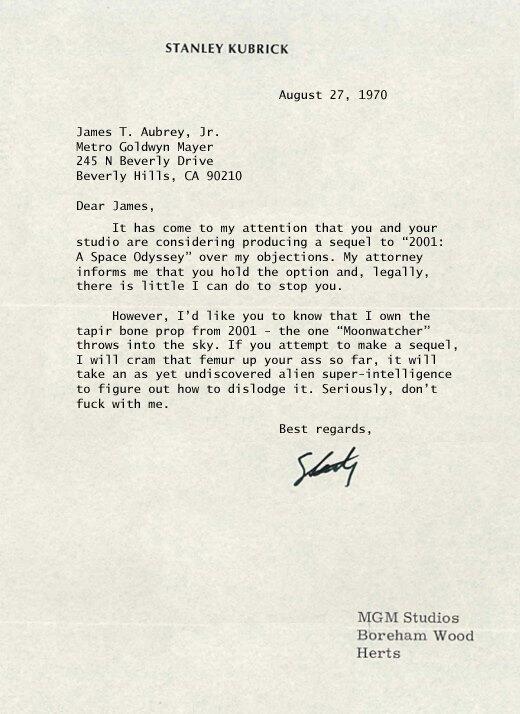 STANLEY KUBRICK
August 27, 1970
James T. Aubrey, Jr.
Metro Goldwyn Mayer
245 N Beverly Drive
Beverly Hills, CA 90210
Dear James,
It has come to my attention that you and your
studio are considering producing a sequel to “2001:
A Space Odyssey” over my objections. My attorney
informs me that you hold the option and, legally,
there is little I can do to stop you.
However, I’d like you to know that I own the
tapir bone prop from 2001 – the one “Moonwatcher”
throws into the sky. If you attempt to make a sequel,
I will cram that femur up your ass so far, it will
take an as yet undiscovered alien super-intelligence
to figure out how to dislodge it. Seriously, don’t
fuck with me.
Best regards,
MGM Studios
Boreham Wood
Herts